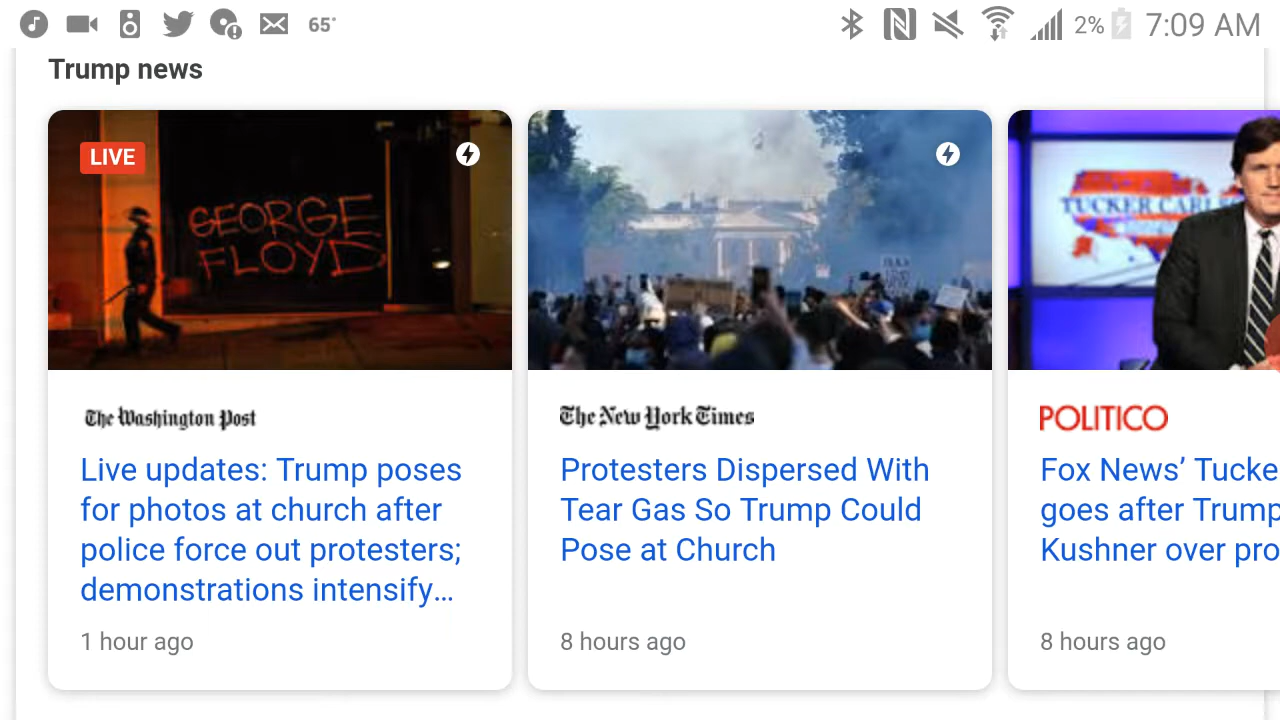 65°
2%
7:09 AM
Trump news
LIVE
GEORGE
FLOYD
TUCKER
The Washington Post
Live updates: Trump poses
for photos at church after
police force out protesters;
demonstrations intensify...
1 hour ago
The New York Times
Protesters Dispersed With
Tear Gas So Trump Could
Pose at Church
8 hours ago
POLITICO
Fox News’ Tucke
goes after Trump
Kushner over pro
8 hours ago